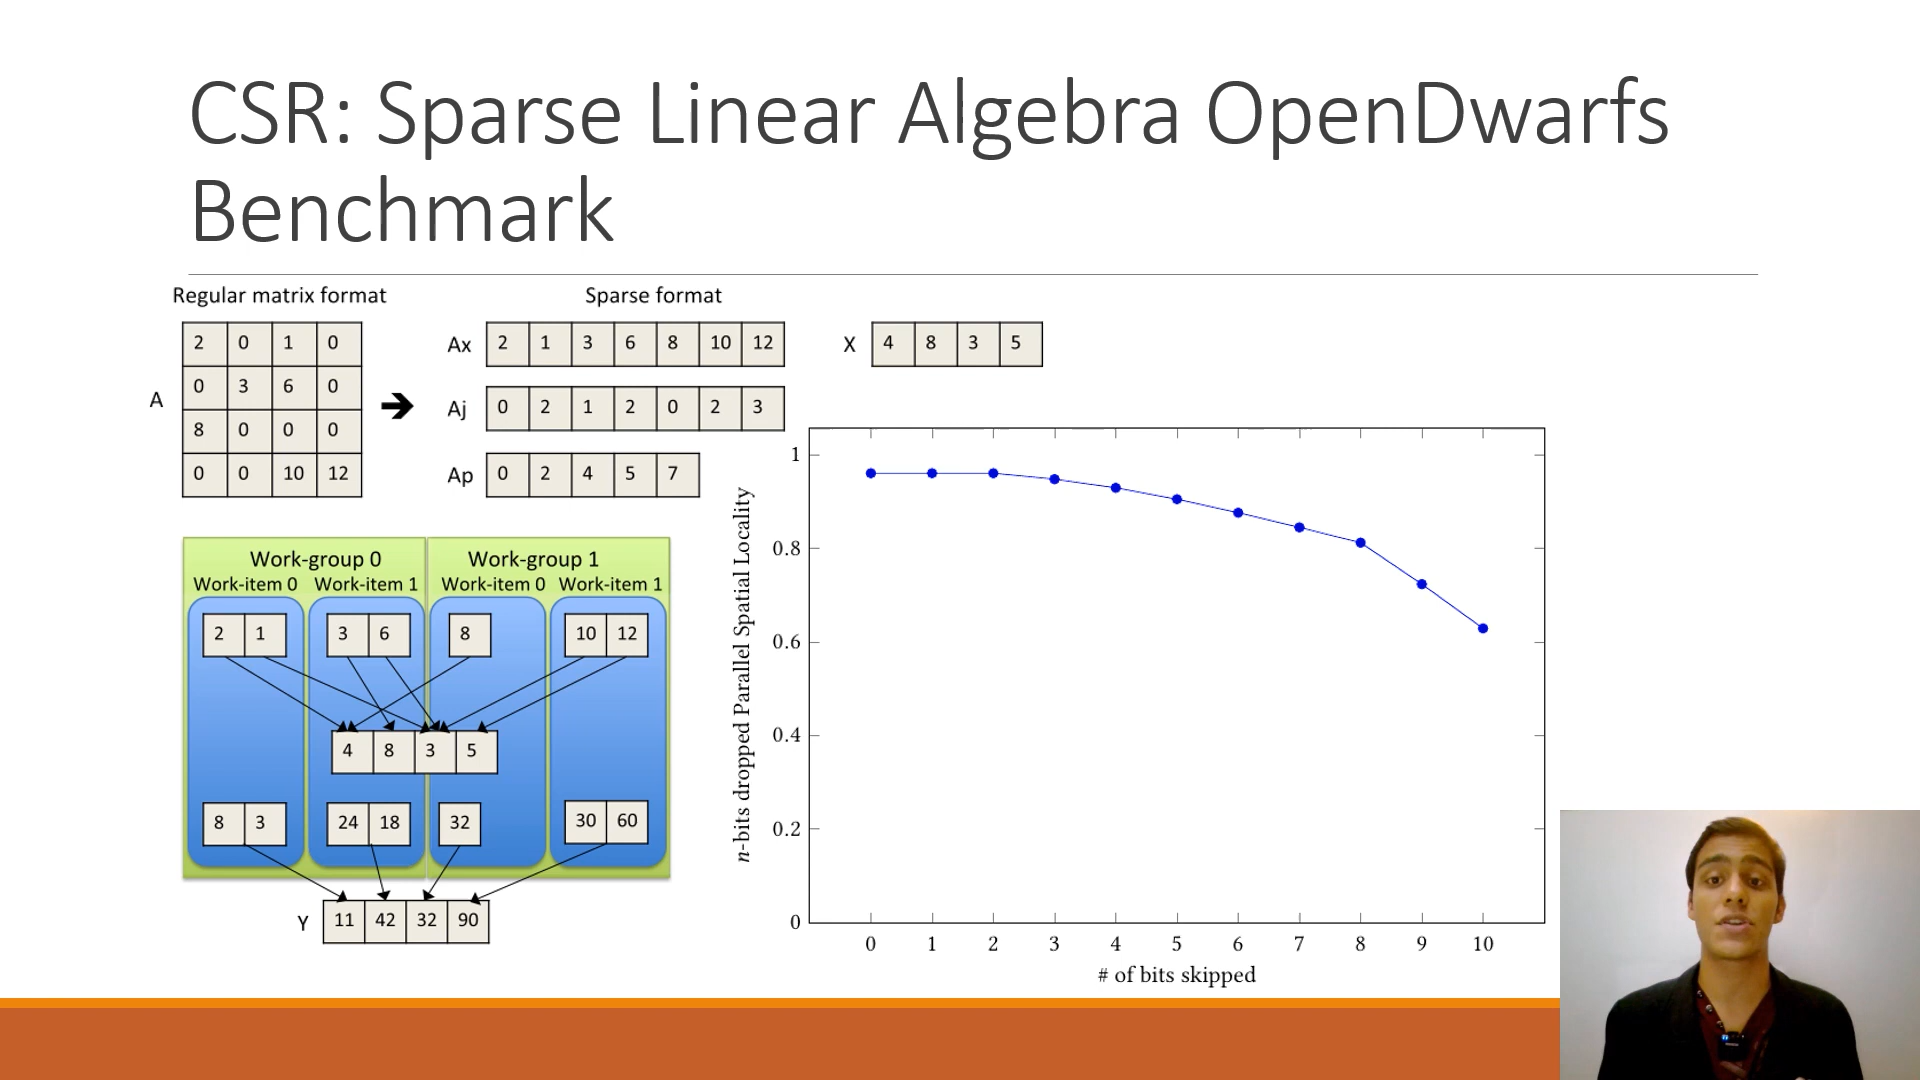 CSR: Sparse Linear Algebra OpenDwarfs
Benchmark
Regular matrix format
Sparse format
A
2 0 1 0
0 3 6 0
8 0 0 0
0 0 10 12
Ax 2 1 3 6 8 10 12
Aj 0 2 1 2 0 2 3
Ap 0 2 4 5 7
X 4 8 3 5
Work-group 0 Work-group 1
Work-item 0 Work-item 1 Work-item 0 Work-item 1
2 1 3 6 8 10 12
4 8 3 5
8 3 24 18 32 30 60
Y 11 42 32 90
n-bits dropped Parallel Spatial Locality
1
0.8
0.6
0.4
0.2
0
0 1 2 3 4 5 6 7 8 9 10
# of bits skipped